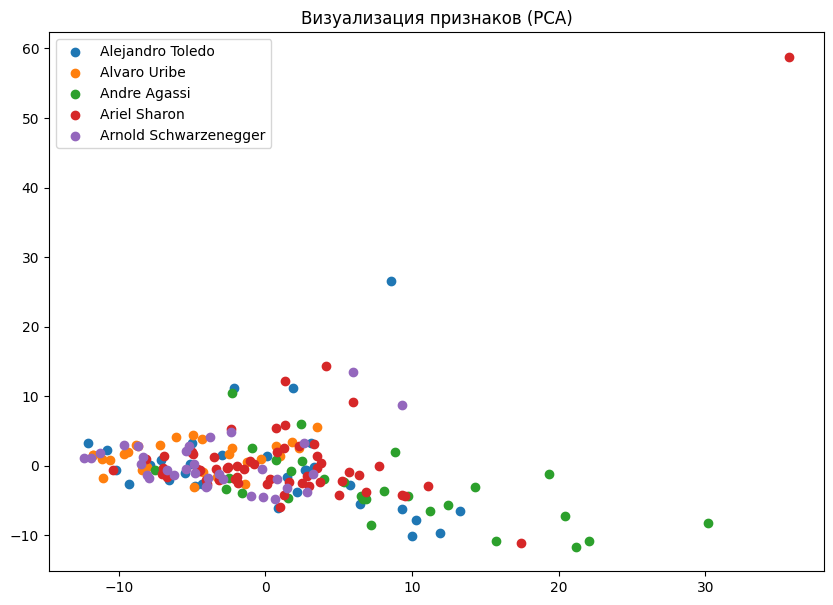 Визуализация признаков (PCA)
Alejandro Toledo
Alvaro Uribe
Andre Agassi
Ariel Sharon
Arnold Schwarzenegger
60
50
40
30
20
10
0
−10
−10
0
10
20
30